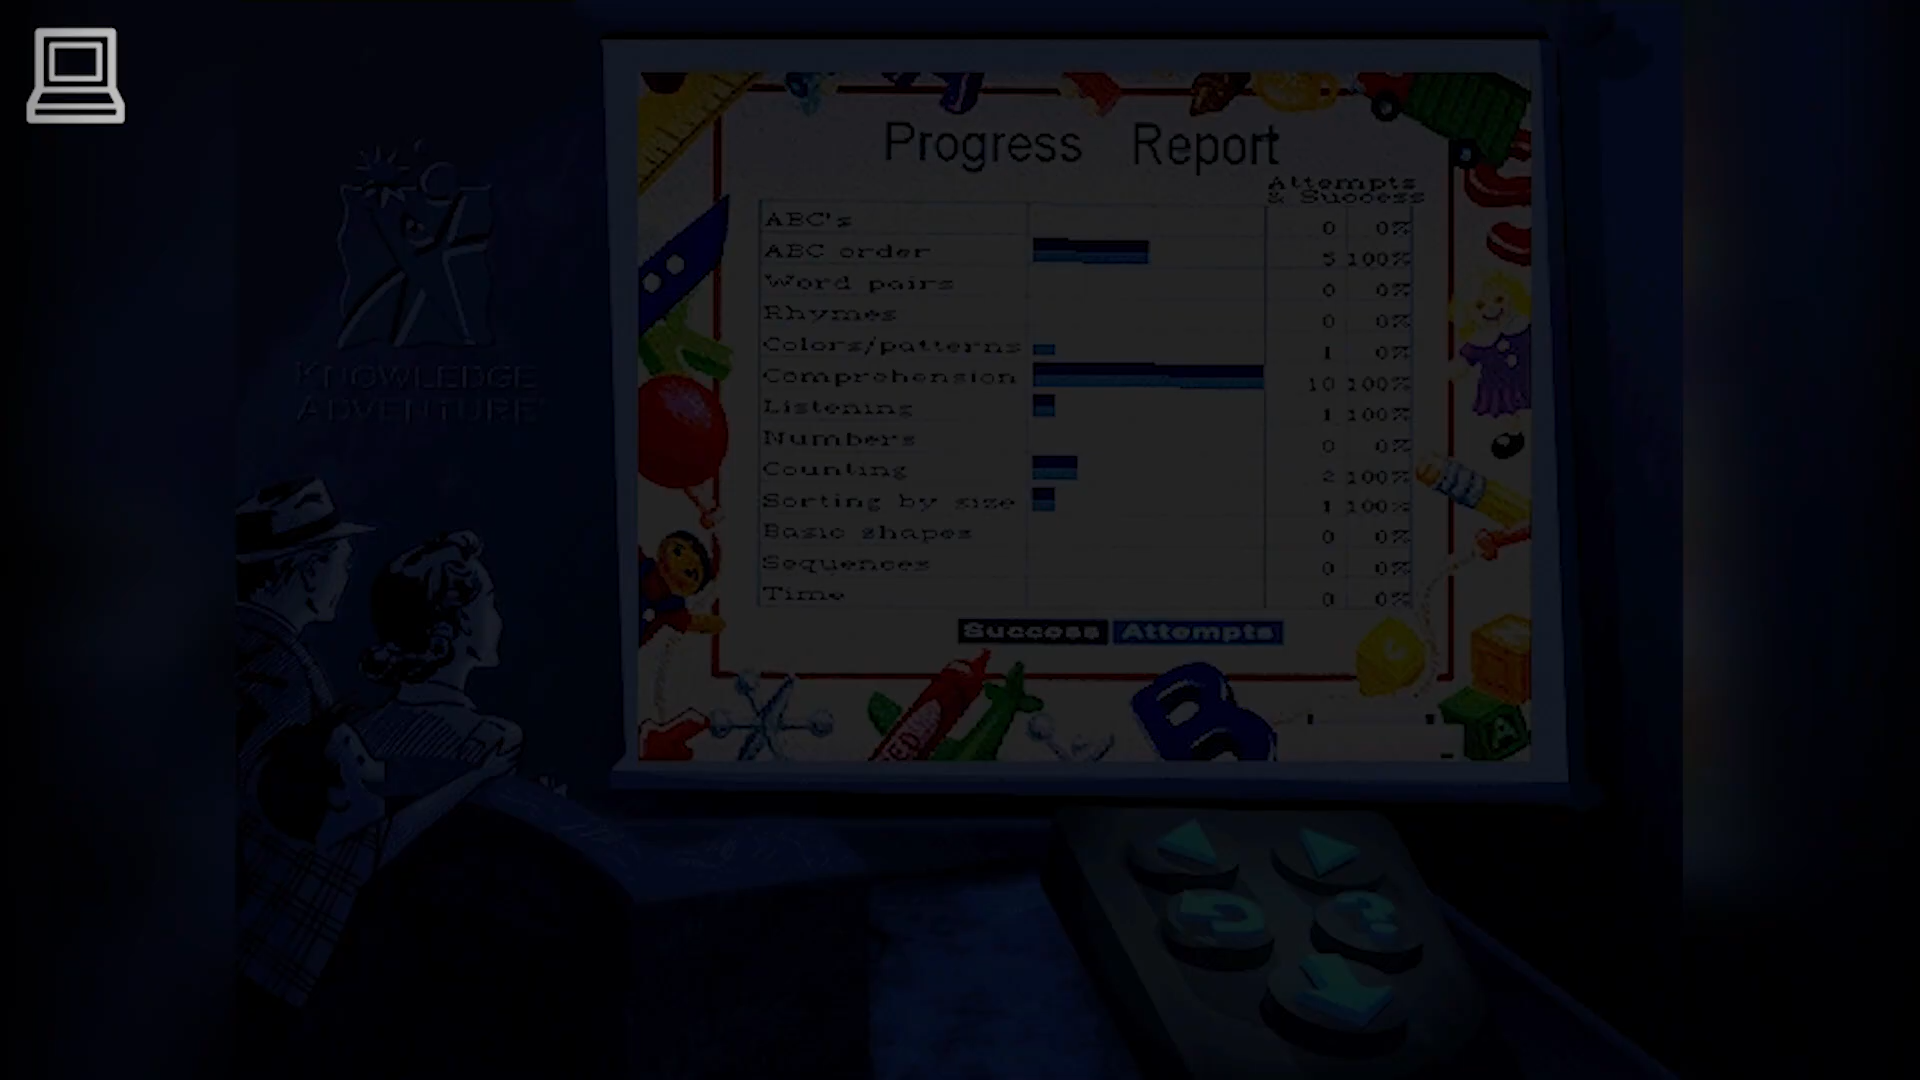 Progress Report
Attempts
& Success
ABC's 0 0%
ABC order 5 100%
Word pairs 0 0%
Rhymes 0 0%
Colors/patterns 1 0%
Comprehension 10 100%
Listening 1 100%
Numbers 0 0%
Counting 2 100%
Sorting by size 1 100%
Basic shapes 0 0%
Sequences 0 0%
Time 0 0%
Success Attempts
KNOWLEDGE
ADVENTURE
B
A
?